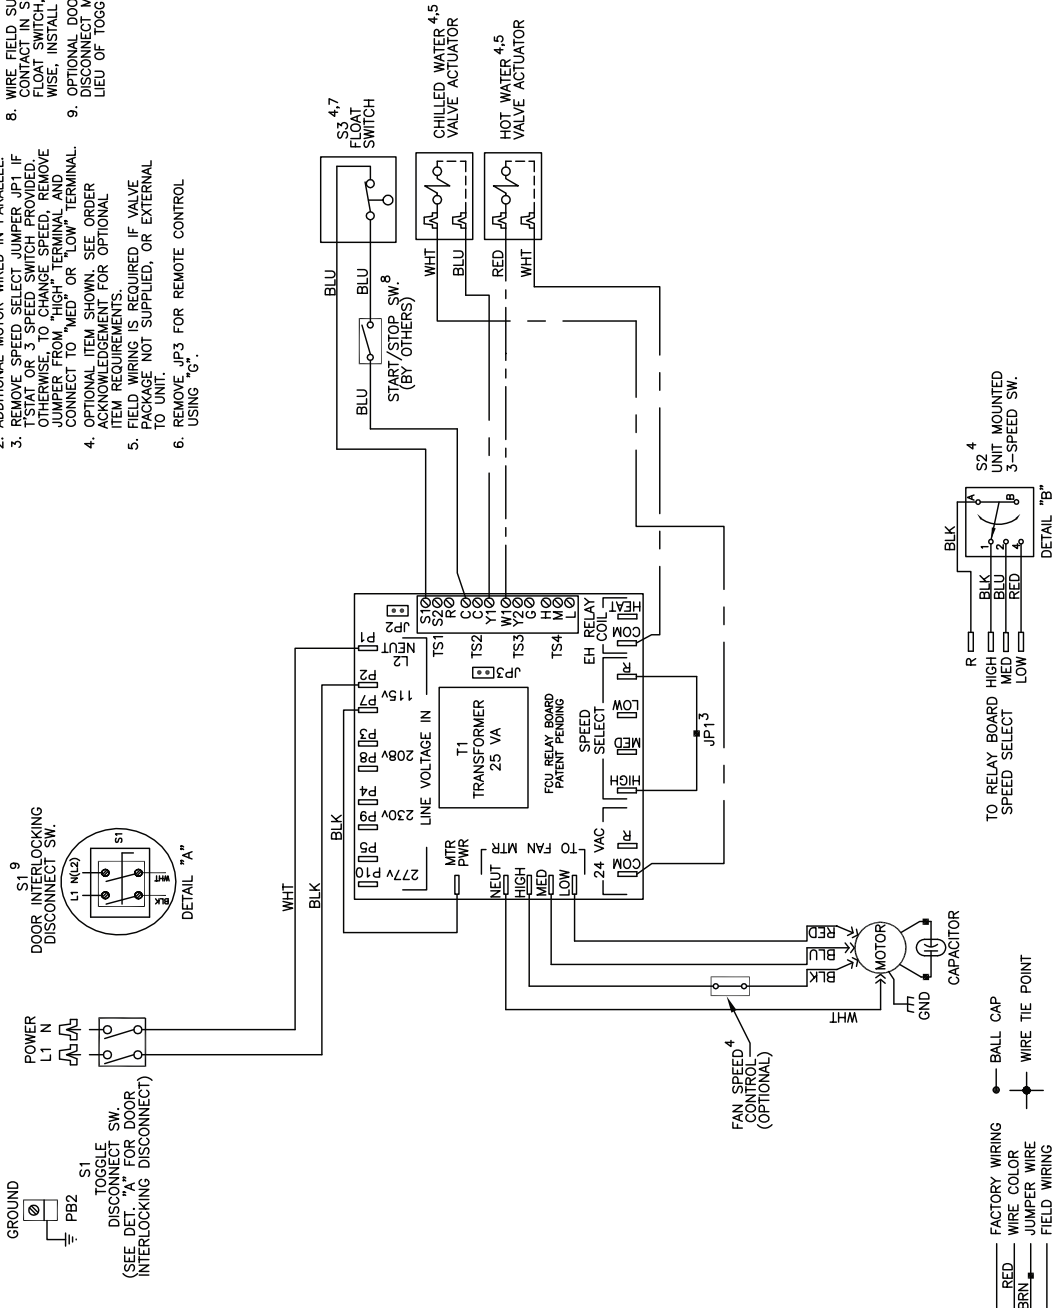 2. ADDITIONAL MOTOR WIRED IN PARALLEL.
3. REMOVE SPEED SELECT JUMPER JP1 IF
T'STAT OR 3 SPEED SWITCH PROVIDED.
OTHERWISE, TO CHANGE SPEED, REMOVE
JUMPER FROM "HIGH" TERMINAL AND
CONNECT TO "MED" OR "LOW" TERMINAL.
4. OPTIONAL ITEM SHOWN. SEE ORDER
ACKNOWLEDGEMENT FOR OPTIONAL
ITEM REQUIREMENTS.
5. FIELD WIRING IS REQUIRED IF VALVE
PACKAGE NOT SUPPLIED, OR EXTERNAL
TO UNIT.
6. REMOVE JP3 FOR REMOTE CONTROL
USING "G".
8. WIRE FIELD SU
CONTACT IN S
FLOAT SWITCH,
WISE, INSTALL
9. OPTIONAL DOO
DISCONNECT M
LIEU OF TOGG
GROUND
PB2
S1
TOGGLE
DISCONNECT SW.
(SEE DET. "A" FOR DOOR
INTERLOCKING DISCONNECT)
POWER
L1 N
S1 9
DOOR INTERLOCKING
DISCONNECT SW.
L1 N(L2)
S1
BLK WHT
DETAIL "A"
WHT
BLK
BLK
P10 P5 P9 P4 P8 P3 P7 P2 P1
277v 230v 208v 115v NEUT
L2
LINE VOLTAGE IN
JP2
MTR
PWR
T1
TRANSFORMER
25 VA
JP3
NEUT
HIGH
MED
LOW
TO FAN MTR
FCU RELAY BOARD
PATENT PENDING
24 VAC
COM R
SPEED
SELECT
HIGH MED LOW R
EH RELAY
COIL
COM HEAT
TS1
TS2
TS3
TS4
S1
S2
R
C
C
Y1
W1
Y2
G
H
M
L
JP1 3
BLU
BLU
BLU
START/STOP SW. 8
(BY OTHERS)
S3 4,7
FLOAT
SWITCH
WHT
BLU
CHILLED WATER 4,5
VALVE ACTUATOR
RED
WHT
HOT WATER 4,5
VALVE ACTUATOR
WHT
BLK
BLU
RED
FAN SPEED 4
CONTROL
(OPTIONAL)
MOTOR
GND
CAPACITOR
TO RELAY BOARD
SPEED SELECT
R
HIGH
MED
LOW
BLK
BLK
BLU
RED
1
2
4
A
B
S2 4
UNIT MOUNTED
3-SPEED SW.
DETAIL "B"
FACTORY WIRING
RED WIRE COLOR
BRN JUMPER WIRE
FIELD WIRING
BALL CAP
WIRE TIE POINT